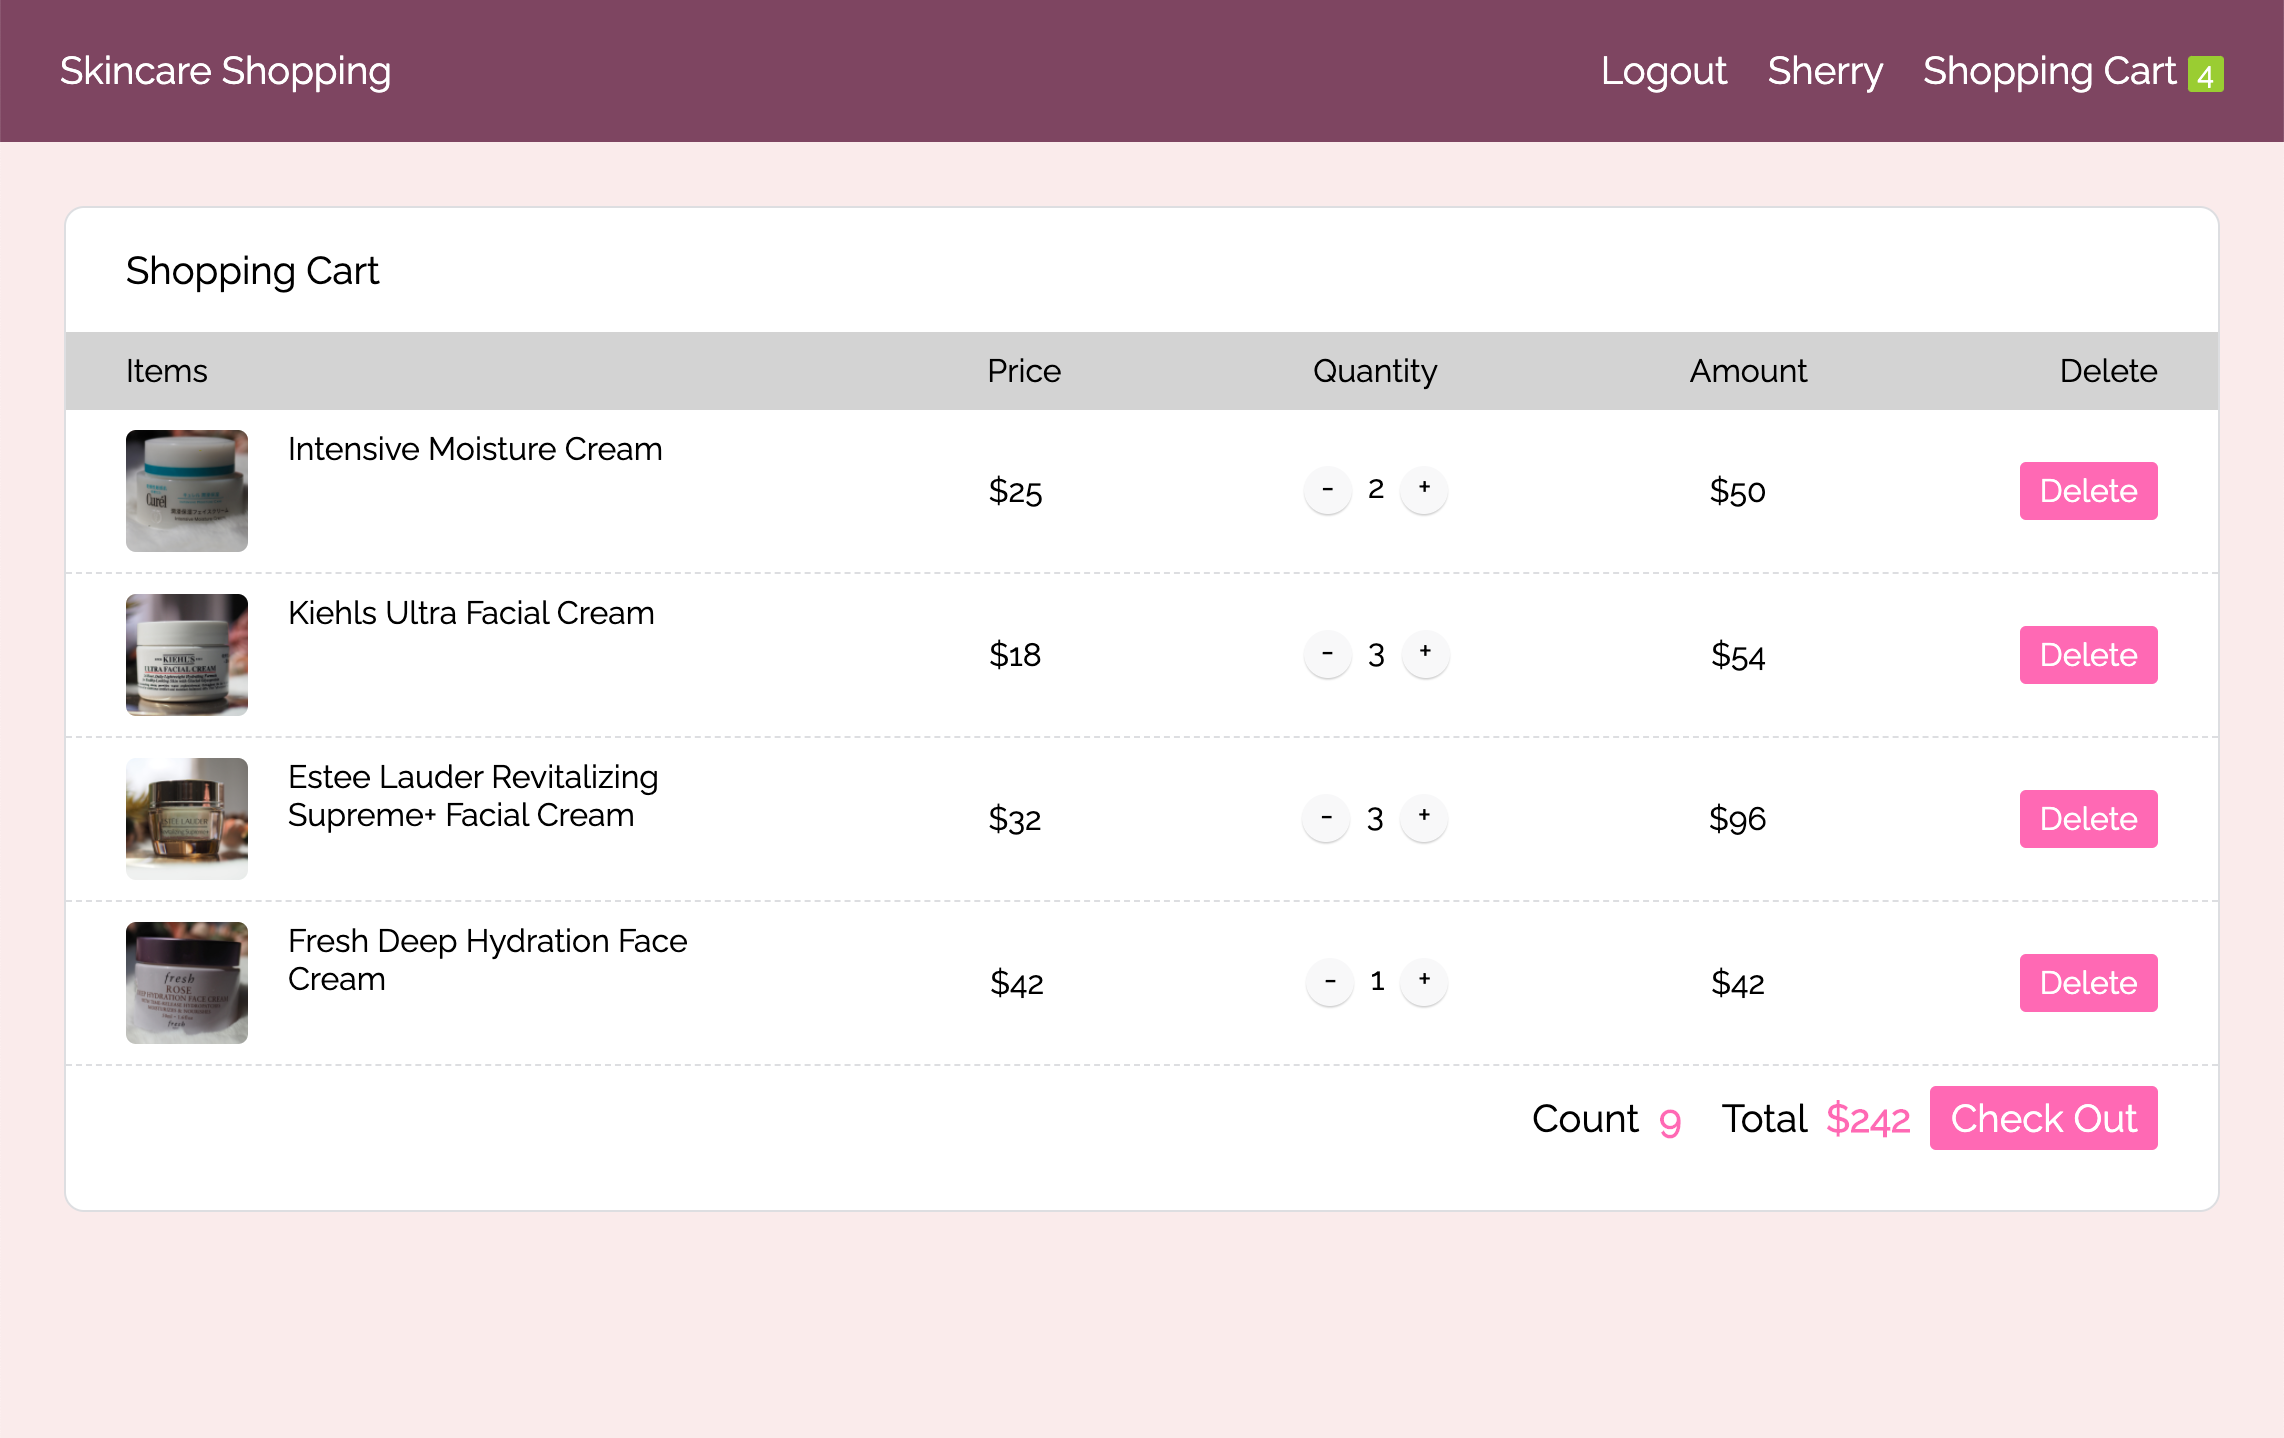 Skincare Shopping
Logout Sherry Shopping Cart 4
Shopping Cart
Items Price Quantity Amount Delete
Curél
Intensive Moisture Cream
$25 - 2 + $50 Delete
KIEHL'S
ULTRA FACIAL CREAM
Kiehls Ultra Facial Cream
$18 - 3 + $54 Delete
ESTEE LAUDER
Estee Lauder Revitalizing
Supreme+ Facial Cream
$32 - 3 + $96 Delete
fresh
ROSE
DEEP HYDRATION FACE CREAM
fresh
Fresh Deep Hydration Face
Cream
$42 - 1 + $42 Delete
Count 9 Total $242 Check Out